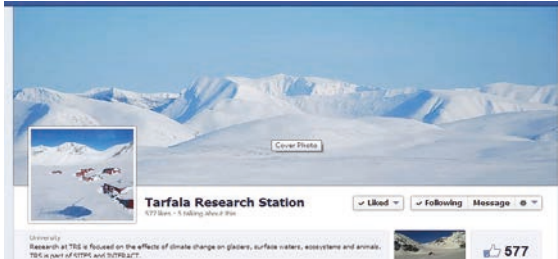 Cover Photo
Tarfala Research Station
577 likes · 5 talking about this
Liked
Following
Message
University
Research at TRS is focused on the effects of climate change on glaciers, surface waters, ecosystems and animals.
TRS is part of SITES and INTERACT.
577